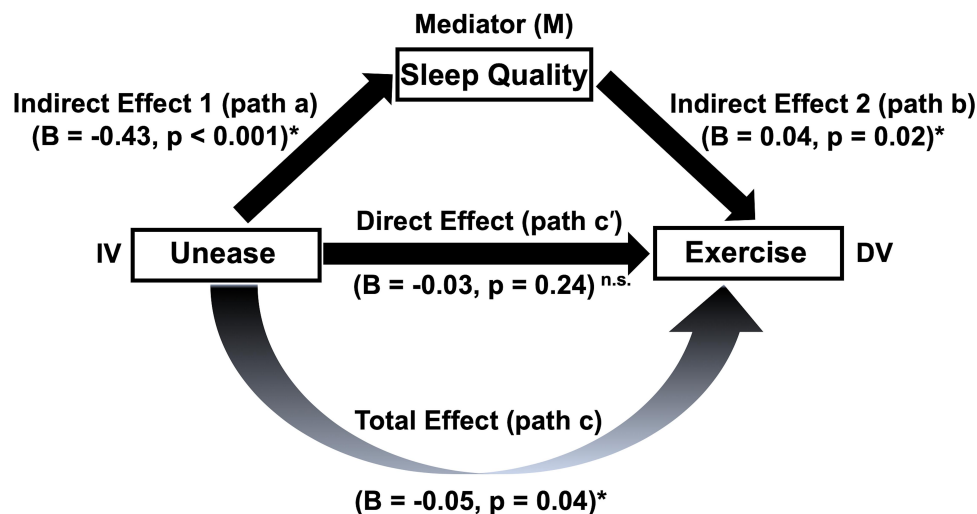 Mediator (M)
Sleep Quality
Indirect Effect 1 (path a)
(B = -0.43, p < 0.001)*
Indirect Effect 2 (path b)
(B = 0.04, p = 0.02)*
Direct Effect (path c′)
IV
Unease
Exercise
DV
(B = -0.03, p = 0.24) n.s.
Total Effect (path c)
(B = -0.05, p = 0.04)*